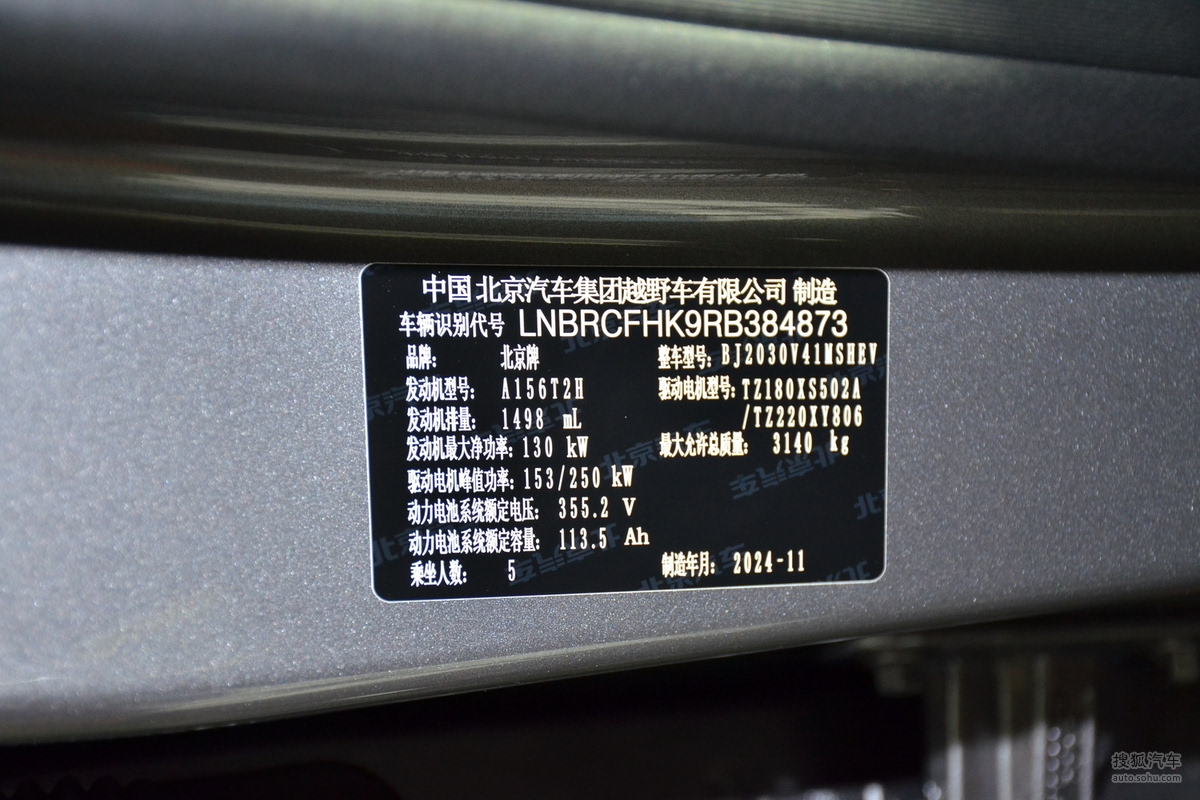 中国 北京汽车集团越野车有限公司 制造
车辆识别代号 LNBRCFHK9RB384873
品牌: 北京牌 整车型号: BJ2030V41MSHEV
发动机型号: A156T2H 驱动电机型号: TZ180XS502A
发动机排量: 1498 mL /TZ220XY806
发动机最大净功率: 130 kW 最大允许总质量: 3140 kg
驱动电机峰值功率: 153/250 kW
动力电池系统额定电压: 355.2 V
动力电池系统额定容量: 113.5 Ah
乘坐人数: 5 制造年月: 2024-11
搜狐汽车
auto.sohu.com